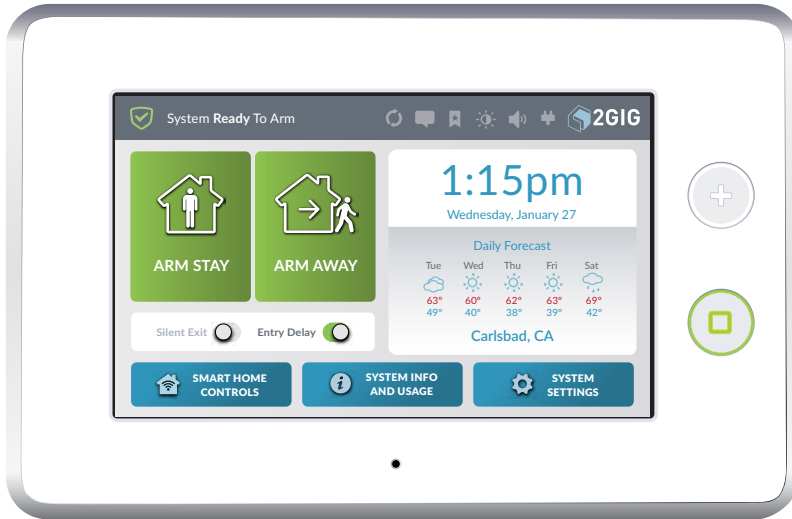 System Ready To Arm
2GIG
ARM STAY
ARM AWAY
Silent Exit
Entry Delay
1:15pm
Wednesday, January 27
Daily Forecast
Tue Wed Thu Fri Sat
63° 60° 62° 63° 69°
49° 40° 38° 39° 42°
Carlsbad, CA
SMART HOME
CONTROLS
SYSTEM INFO
AND USAGE
SYSTEM
SETTINGS